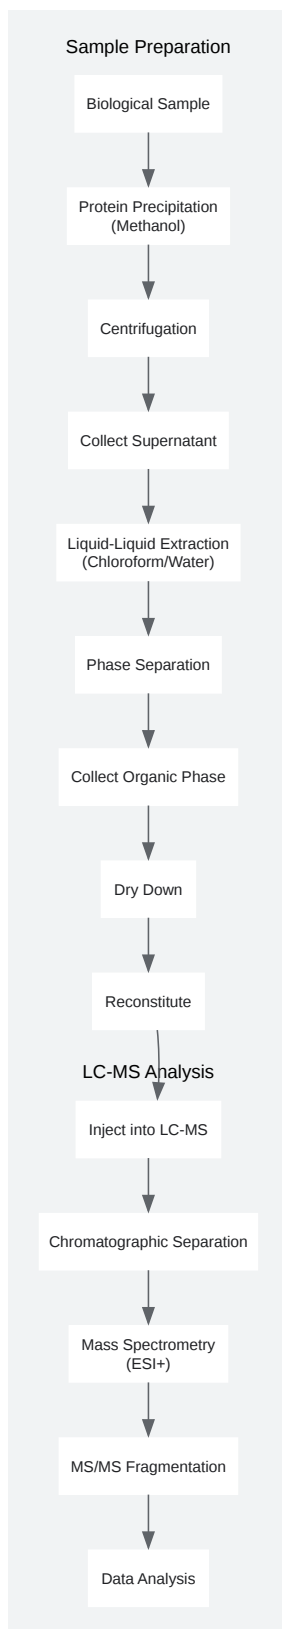 Sample Preparation
Biological Sample
Protein Precipitation
(Methanol)
Centrifugation
Collect Supernatant
Liquid-Liquid Extraction
(Chloroform/Water)
Phase Separation
Collect Organic Phase
Dry Down
Reconstitute
LC-MS Analysis
Inject into LC-MS
Chromatographic Separation
Mass Spectrometry
(ESI+)
MS/MS Fragmentation
Data Analysis